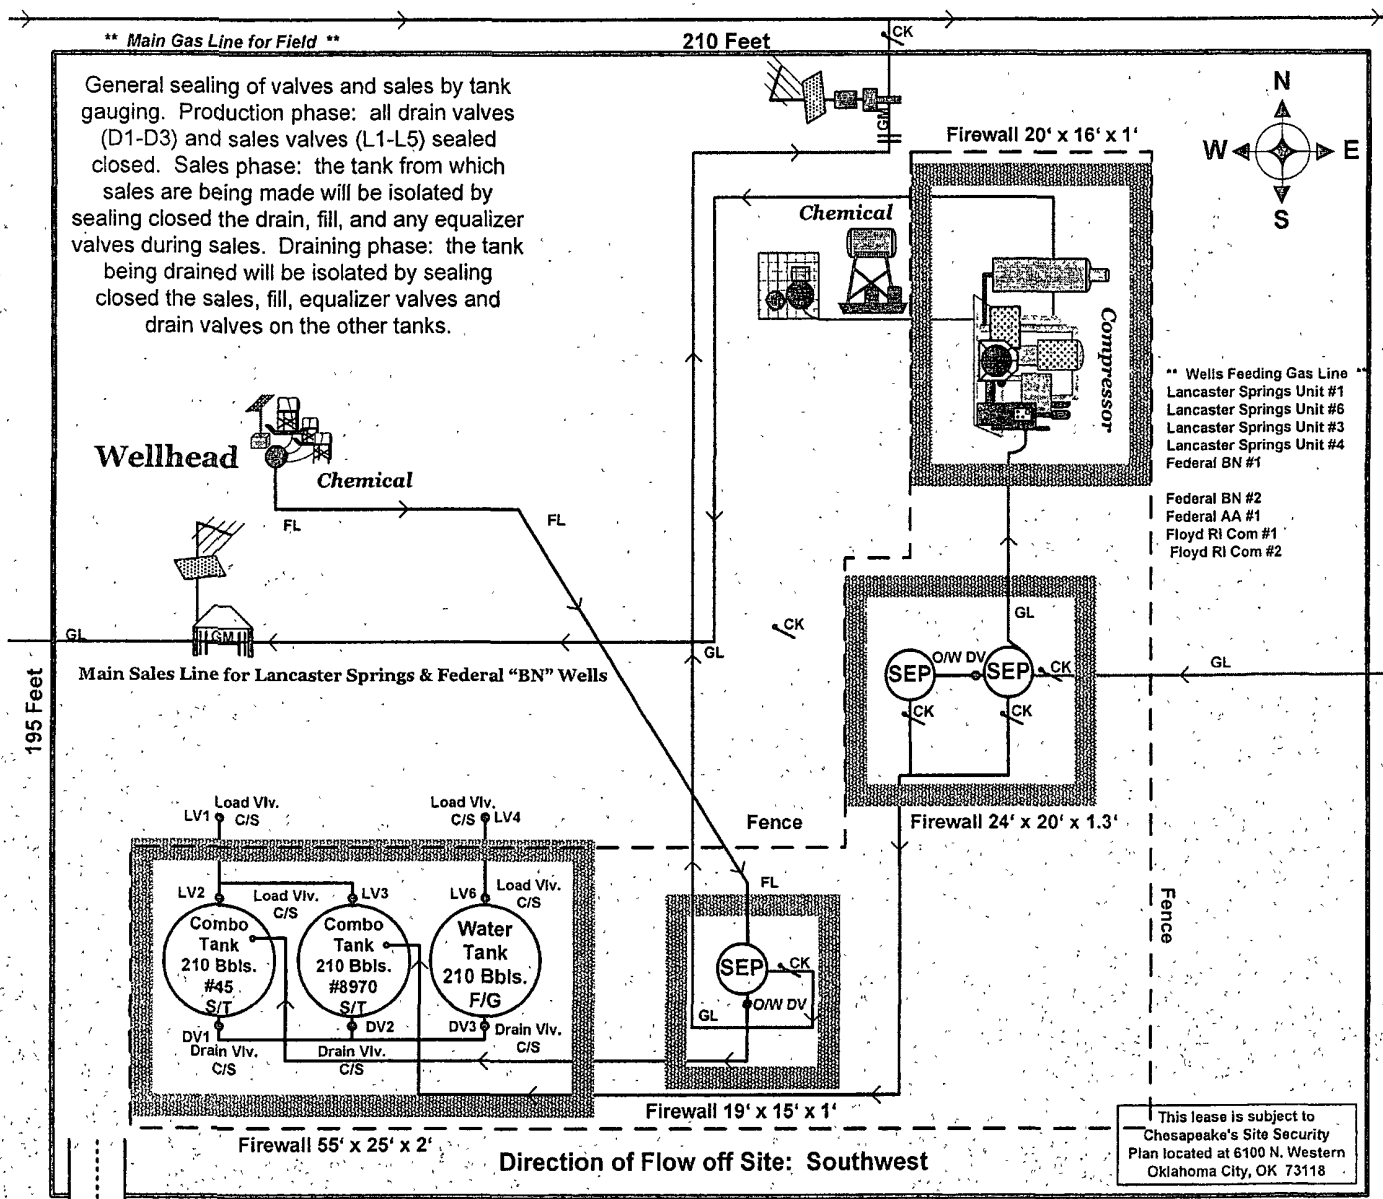 ** Main Gas Line for Field **
210 Feet
CK
General sealing of valves and sales by tank
gauging. Production phase: all drain valves
(D1-D3) and sales valves (L1-L5) sealed
closed. Sales phase: the tank from which
sales are being made will be isolated by
sealing closed the drain, fill, and any equalizer
valves during sales. Draining phase: the tank
being drained will be isolated by sealing
closed the sales, fill, equalizer valves and
drain valves on the other tanks.
GM
Firewall 20' x 16' x 1'
N
W
E
S
Chemical
Compressor
** Wells Feeding Gas Line **
Lancaster Springs Unit #1
Lancaster Springs Unit #6
Lancaster Springs Unit #3
Lancaster Springs Unit #4
Federal BN #1
Federal BN #2
Federal AA #1
Floyd RI Com #1
Floyd RI Com #2
Wellhead
Chemical
FL
FL
GL
GM
GL
CK
GL
O/W DV
SEP
SEP
CK
GL
CK
CK
Main Sales Line for Lancaster Springs & Federal "BN" Wells
195 Feet
Load Vlv.
C/S
LV1
Load Vlv.
C/S
LV4
Fence
Firewall 24' x 20' x 1.3'
Fence
LV2
Load Vlv.
C/S
LV3
LV6
Load Vlv.
C/S
FL
Combo
Tank
210 Bbls.
#45
S/T
Combo
Tank
210 Bbls.
#8970
S/T
Water
Tank
210 Bbls.
F/G
SEP
CK
O/W DV
GL
DV1
Drain Vlv.
C/S
DV2
Drain Vlv.
C/S
DV3
Drain Vlv.
C/S
Firewall 19' x 15' x 1'
Firewall 55' x 25' x 2'
Direction of Flow off Site: Southwest
This lease is subject to
Chesapeake's Site Security
Plan located at 6100 N. Western
Oklahoma City, OK 73118